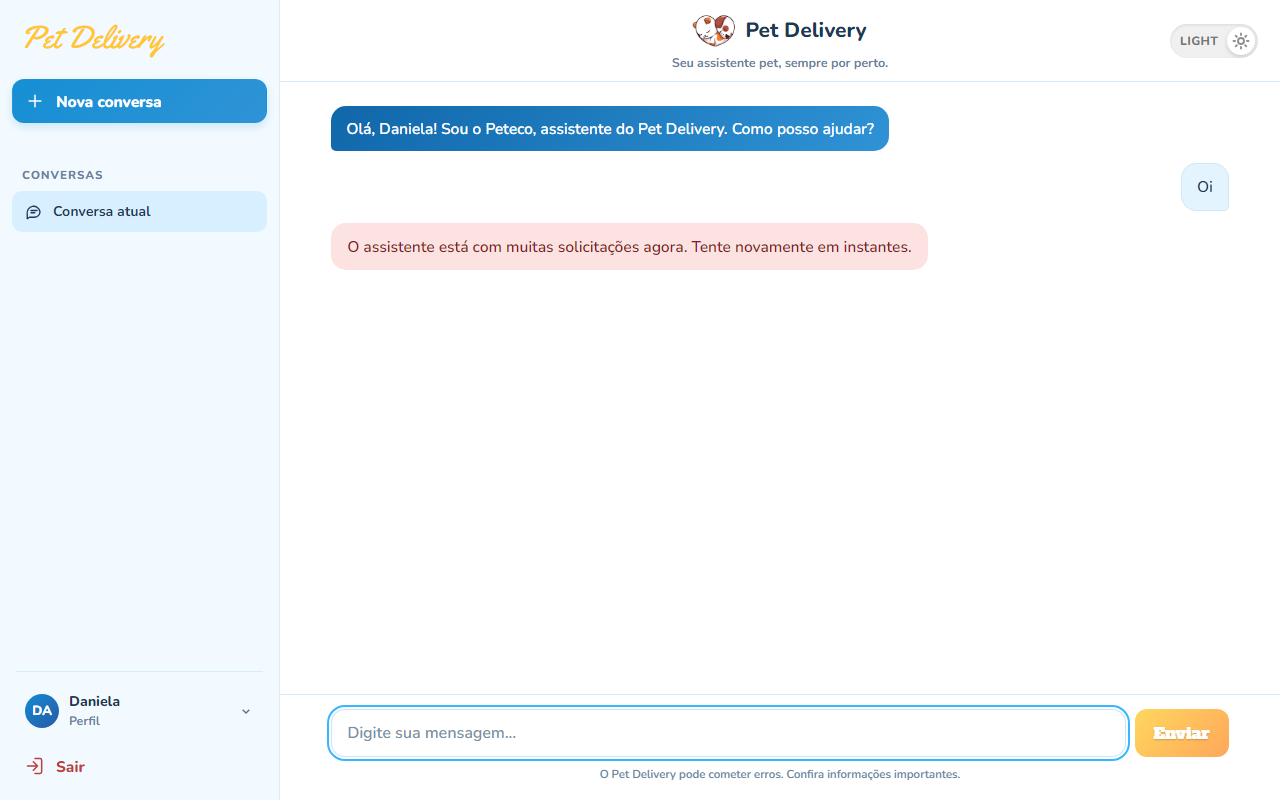 Pet Delivery
Nova conversa
CONVERSAS
Conversa atual
Daniela
DA
Perfil
Sair
Pet Delivery
Seu assistente pet, sempre por perto.
LIGHT
Olá, Daniela! Sou o Peteco, assistente do Pet Delivery. Como posso ajudar?
Oi
O assistente está com muitas solicitações agora. Tente novamente em instantes.
Digite sua mensagem...
Enviar
O Pet Delivery pode cometer erros. Confira informações importantes.